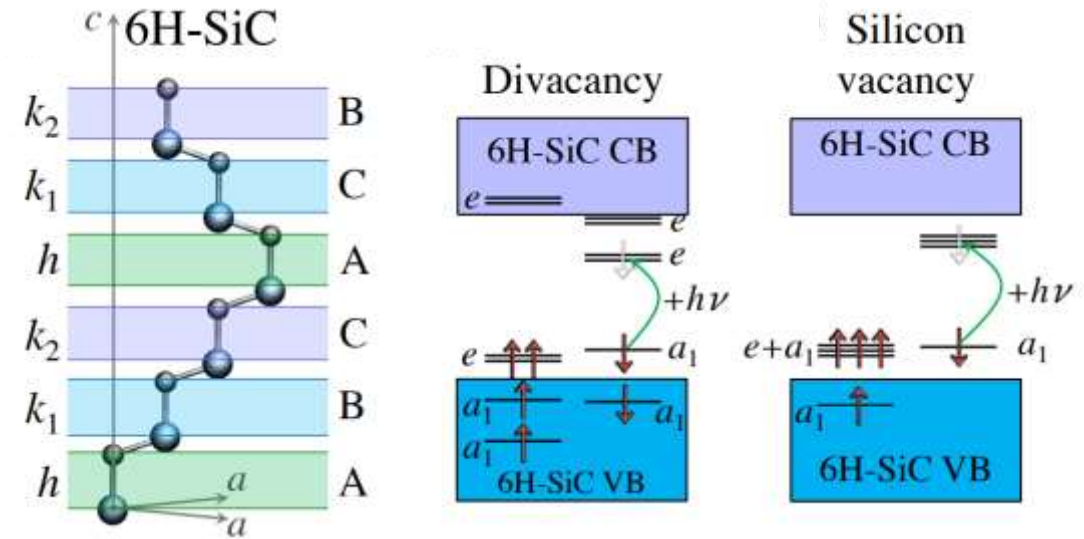 c 6H-SiC
k₂ B
k₁ C
h A
k₂ C
k₁ B
h A
a
a
Divacancy
6H-SiC CB
e
e
e
+hν
e
a₁
a₁
a₁
a₁
6H-SiC VB
Silicon
vacancy
6H-SiC CB
+hν
e+a₁
a₁
a₁
6H-SiC VB